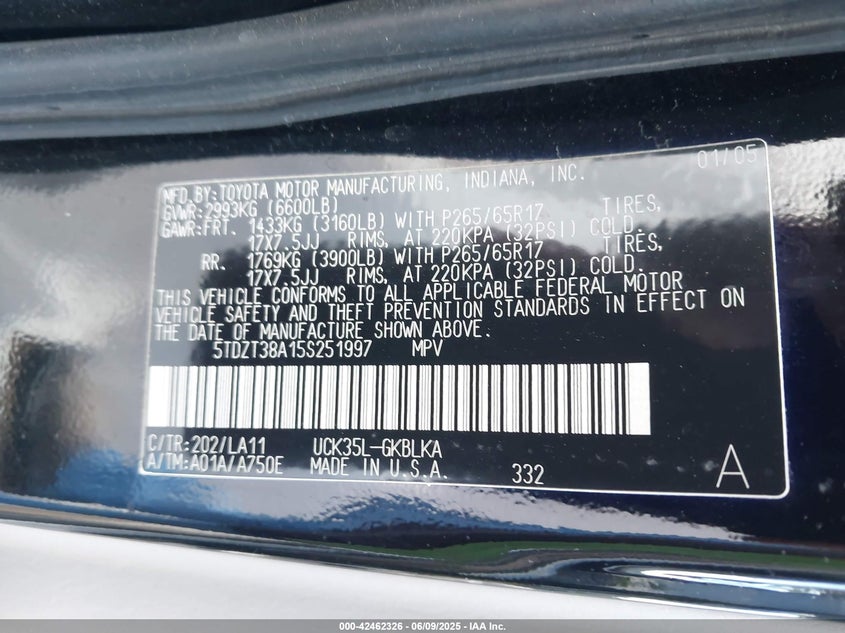 01/05
MFD. BY: TOYOTA MOTOR MANUFACTURING, INDIANA, INC.
GVWR: 2993KG (6600LB)
GAWR: FRT. 1433KG (3160LB) WITH P265/65R17 TIRES,
17X7.5JJ RIMS, AT 220KPA (32PSI) COLD.
RR. 1769KG (3900LB) WITH P265/65R17 TIRES,
17X7.5JJ RIMS, AT 220KPA (32PSI) COLD.
THIS VEHICLE CONFORMS TO ALL APPLICABLE FEDERAL MOTOR
VEHICLE SAFETY AND THEFT PREVENTION STANDARDS IN EFFECT ON
THE DATE OF MANUFACTURE SHOWN ABOVE.
5TDZT38A15S251997 MPV
C/TR: 202/LA11 UCK35L-GKBLKA
A/TM: A01A/A750E MADE IN U.S.A. 332 A
000-42462326 - 06/09/2025 - IAA Inc.